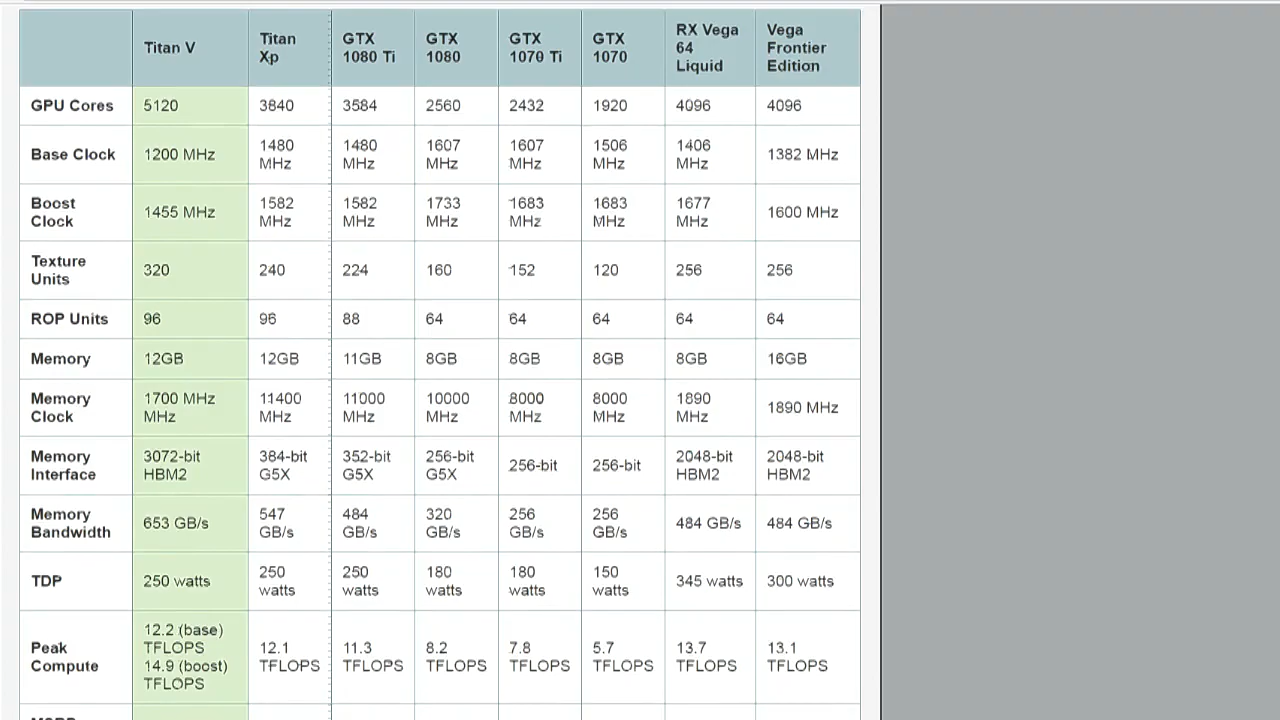 Titan V
Titan
Xp
GTX
1080 Ti
GTX
1080
GTX
1070 Ti
GTX
1070
RX Vega
64
Liquid
Vega
Frontier
Edition
GPU Cores
5120
3840
3584
2560
2432
1920
4096
4096
Base Clock
1200 MHz
1480
MHz
1480
MHz
1607
MHz
1607
MHz
1506
MHz
1406
MHz
1382 MHz
Boost
Clock
1455 MHz
1582
MHz
1582
MHz
1733
MHz
1683
MHz
1683
MHz
1677
MHz
1600 MHz
Texture
Units
320
240
224
160
152
120
256
256
ROP Units
96
96
88
64
64
64
64
64
Memory
12GB
12GB
11GB
8GB
8GB
8GB
8GB
16GB
Memory
Clock
1700 MHz
MHz
11400
MHz
11000
MHz
10000
MHz
8000
MHz
8000
MHz
1890
MHz
1890 MHz
Memory
Interface
3072-bit
HBM2
384-bit
G5X
352-bit
G5X
256-bit
G5X
256-bit
256-bit
2048-bit
HBM2
2048-bit
HBM2
Memory
Bandwidth
653 GB/s
547
GB/s
484
GB/s
320
GB/s
256
GB/s
256
GB/s
484 GB/s
484 GB/s
TDP
250 watts
250
watts
250
watts
180
watts
180
watts
150
watts
345 watts
300 watts
Peak
Compute
12.2 (base)
TFLOPS
14.9 (boost)
TFLOPS
12.1
TFLOPS
11.3
TFLOPS
8.2
TFLOPS
7.8
TFLOPS
5.7
TFLOPS
13.7
TFLOPS
13.1
TFLOPS